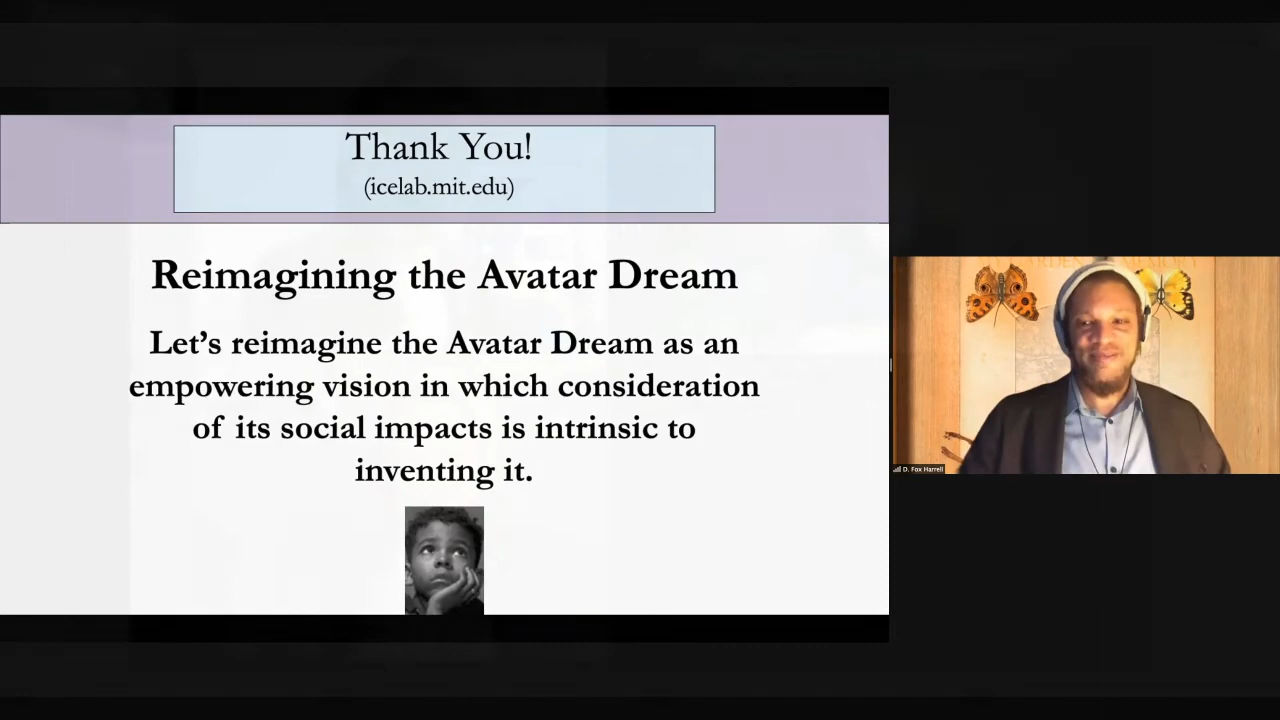 Thank You!
(icelab.mit.edu)
Reimagining the Avatar Dream
Let’s reimagine the Avatar Dream as an
empowering vision in which consideration
of its social impacts is intrinsic to
inventing it.
D. Fox Harrell